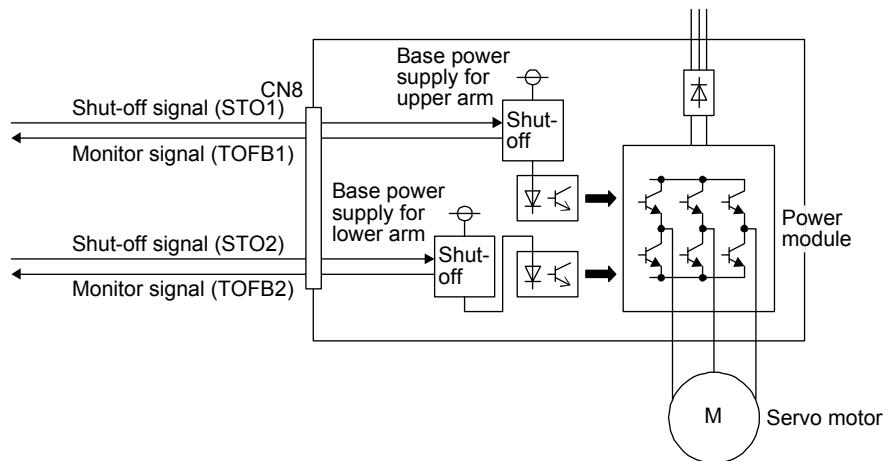 Base power
supply for
upper arm
CN8
Shut-off signal (STO1)
Shut-
off
Monitor signal (TOFB1)
Base power
supply for
lower arm
Power
module
Shut-off signal (STO2)
Shut-
off
Monitor signal (TOFB2)
M
Servo motor